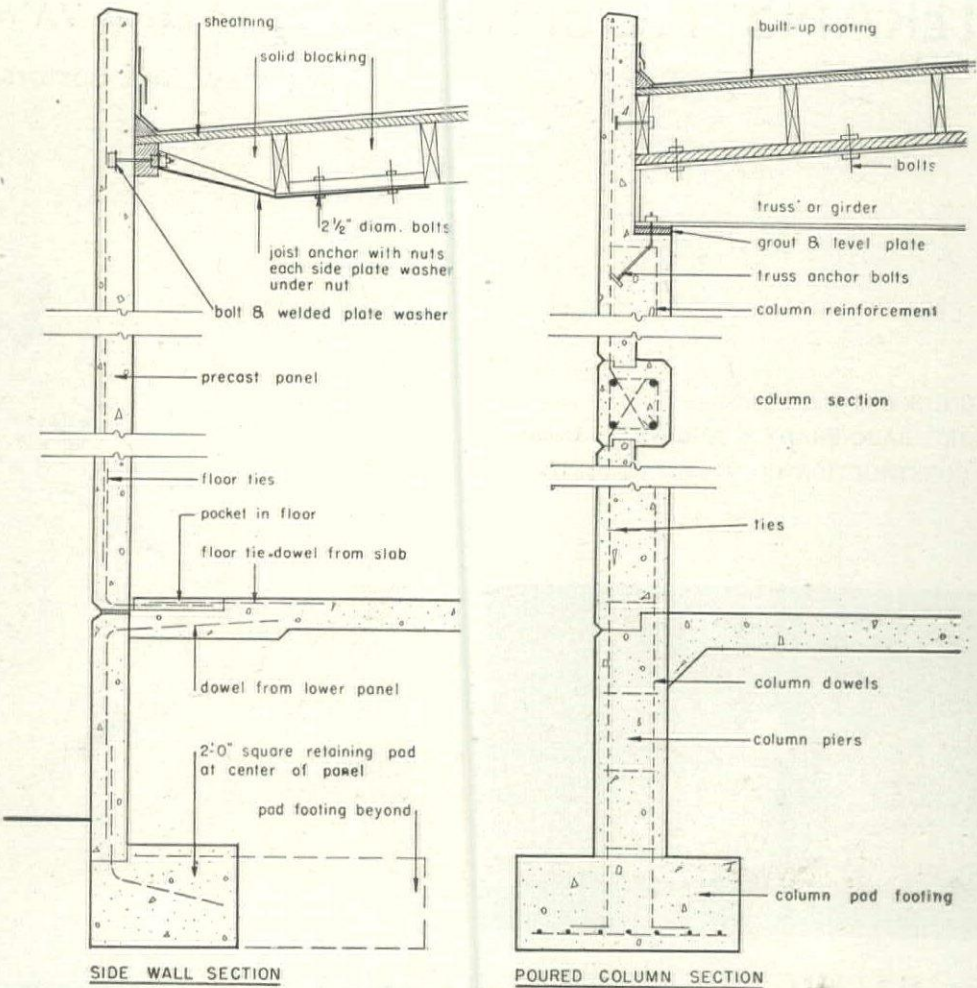 sheathing
solid blocking
2½" diam. bolts
joist anchor with nuts
each side plate washer
under nut
bolt & welded plate washer
precast panel
floor ties
pocket in floor
floor tie-dowel from slab
dowel from lower panel
2'-0" square retaining pad
at center of panel
pad footing beyond
SIDE WALL SECTION
built-up roofing
bolts
truss or girder
grout & level plate
truss anchor bolts
column reinforcement
column section
ties
column dowels
column piers
column pad footing
POURED COLUMN SECTION